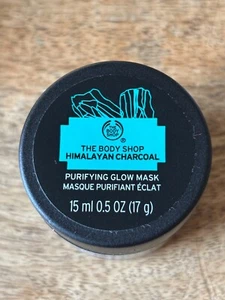 THE
BODY
SHOP
®
THE BODY SHOP
HIMALAYAN CHARCOAL
PURIFYING GLOW MASK
MASQUE PURIFIANT ÉCLAT
15 ml 0.5 OZ (17 g)